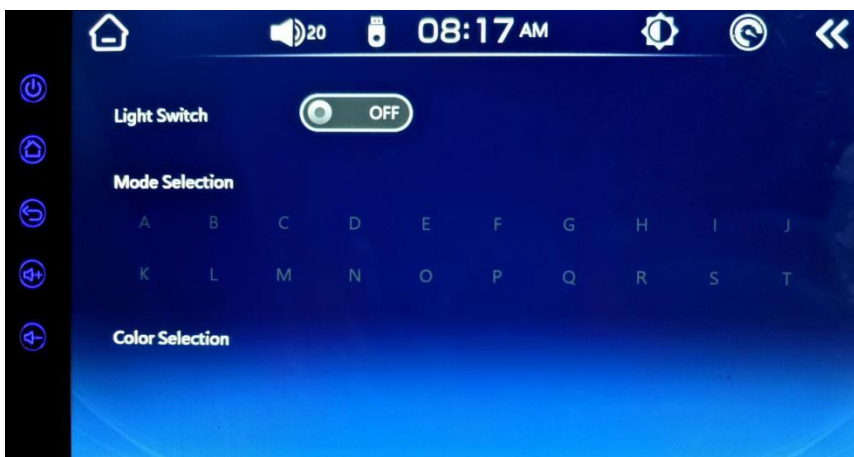 20 08:17 AM
Light Switch OFF
Mode Selection
A B C D E F G H I J
K L M N O P Q R S T
Color Selection